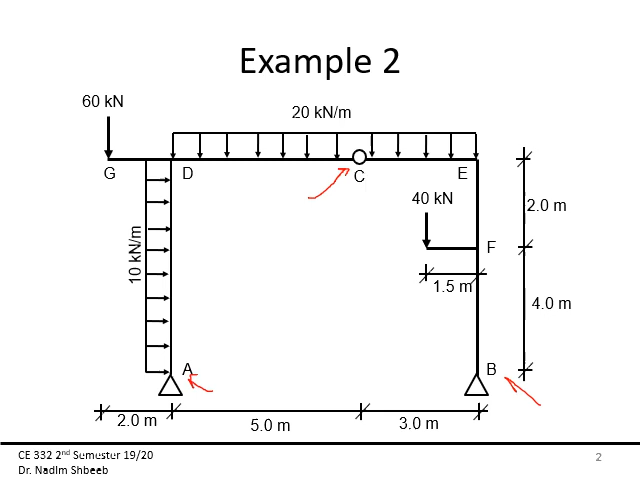 Example 2
60 kN
20 kN/m
G
D
C
E
40 kN
2.0 m
10 kN/m
F
1.5 m
4.0 m
A
B
2.0 m
5.0 m
3.0 m
CE 332 2nd Semester 19/20
Dr. Nadim Shbeeb
2